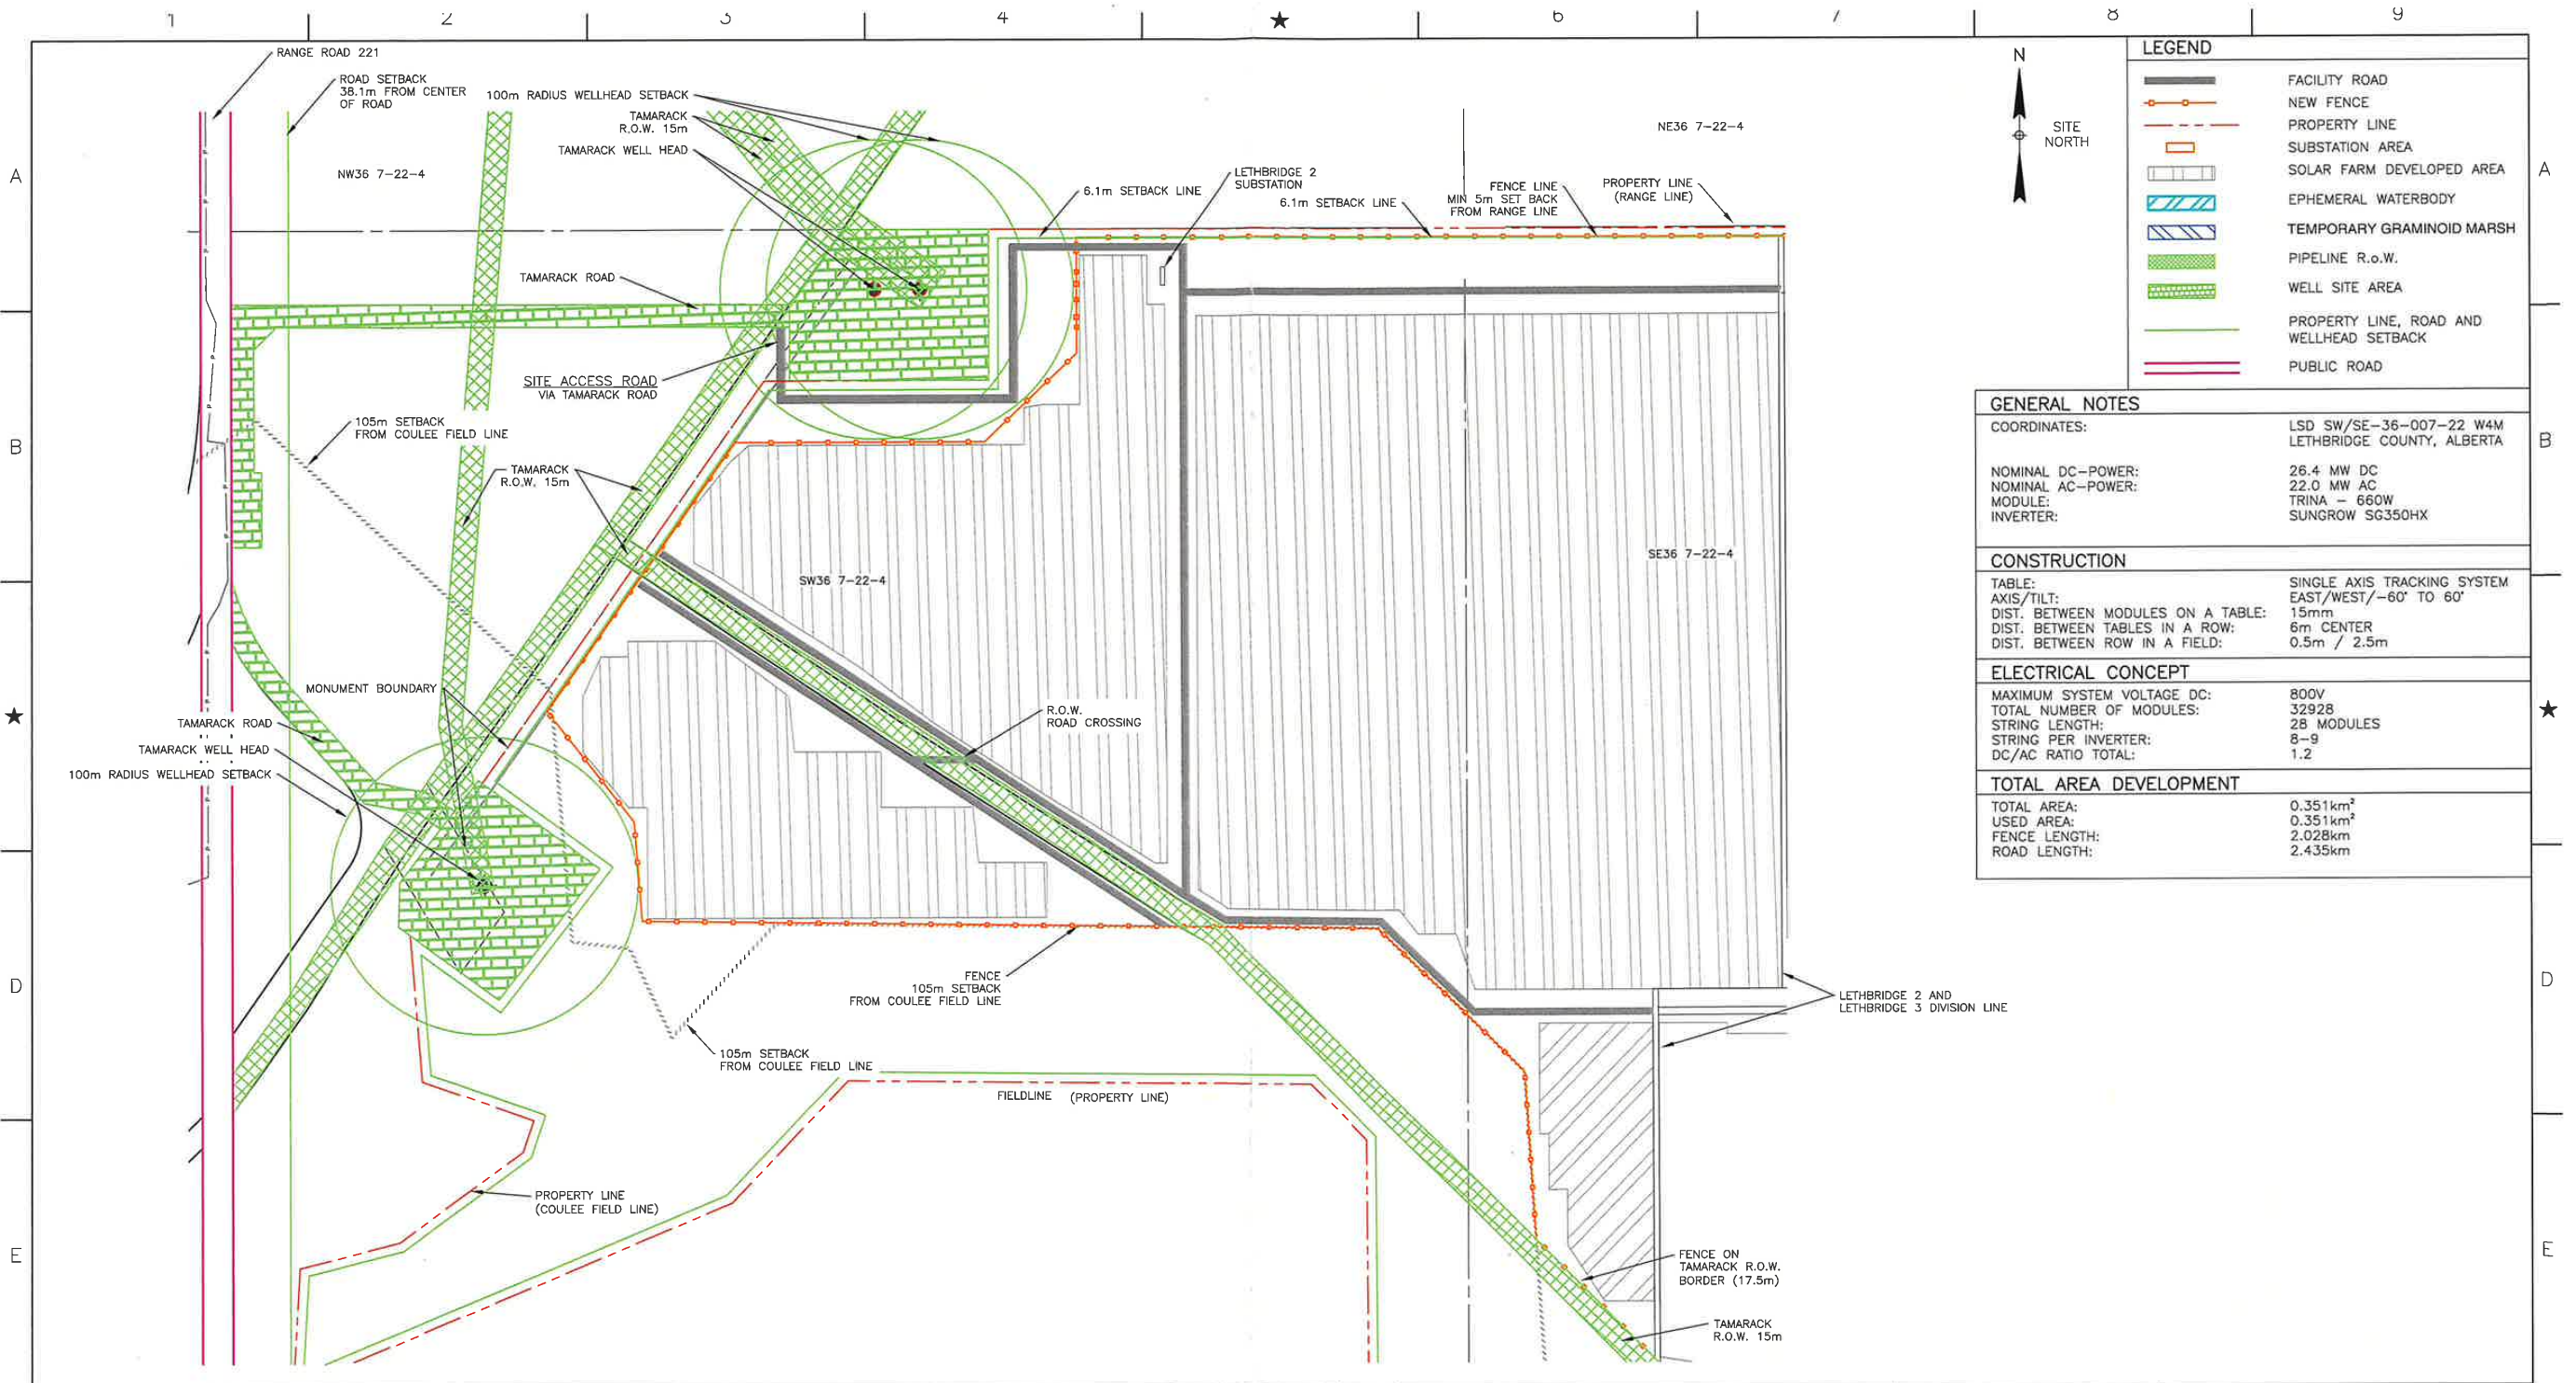 1 2 3 4 ★ 6 7 8 9
A
B
★
D
E
A
B
★
D
E
RANGE ROAD 221
ROAD SETBACK
38.1m FROM CENTER
OF ROAD
100m RADIUS WELLHEAD SETBACK
TAMARACK
R.O.W. 15m
TAMARACK WELL HEAD
NW36 7-22-4
NE36 7-22-4
LETHBRIDGE 2
SUBSTATION
6.1m SETBACK LINE
6.1m SETBACK LINE
FENCE LINE
MIN 5m SET BACK
FROM RANGE LINE
PROPERTY LINE
(RANGE LINE)
TAMARACK ROAD
SITE ACCESS ROAD
VIA TAMARACK ROAD
105m SETBACK
FROM COULEE FIELD LINE
TAMARACK
R.O.W. 15m
SW36 7-22-4
SE36 7-22-4
MONUMENT BOUNDARY
TAMARACK ROAD
TAMARACK WELL HEAD
100m RADIUS WELLHEAD SETBACK
R.O.W.
ROAD CROSSING
FENCE
105m SETBACK
FROM COULEE FIELD LINE
105m SETBACK
FROM COULEE FIELD LINE
LETHBRIDGE 2 AND
LETHBRIDGE 3 DIVISION LINE
FIELDLINE (PROPERTY LINE)
PROPERTY LINE
(COULEE FIELD LINE)
FENCE ON
TAMARACK R.O.W.
BORDER (17.5m)
TAMARACK
R.O.W. 15m
N
SITE
NORTH
LEGEND
FACILITY ROAD
NEW FENCE
PROPERTY LINE
SUBSTATION AREA
SOLAR FARM DEVELOPED AREA
EPHEMERAL WATERBODY
TEMPORARY GRAMINOID MARSH
PIPELINE R.o.W.
WELL SITE AREA
PROPERTY LINE, ROAD AND
WELLHEAD SETBACK
PUBLIC ROAD
GENERAL NOTES
COORDINATES: LSD SW/SE-36-007-22 W4M
LETHBRIDGE COUNTY, ALBERTA
NOMINAL DC-POWER: 26.4 MW DC
NOMINAL AC-POWER: 22.0 MW AC
MODULE: TRINA - 660W
INVERTER: SUNGROW SG350HX
CONSTRUCTION
TABLE: SINGLE AXIS TRACKING SYSTEM
AXIS/TILT: EAST/WEST/-60° TO 60°
DIST. BETWEEN MODULES ON A TABLE: 15mm
DIST. BETWEEN TABLES IN A ROW: 6m CENTER
DIST. BETWEEN ROW IN A FIELD: 0.5m / 2.5m
ELECTRICAL CONCEPT
MAXIMUM SYSTEM VOLTAGE DC: 800V
TOTAL NUMBER OF MODULES: 32928
STRING LENGTH: 28 MODULES
STRING PER INVERTER: 8-9
DC/AC RATIO TOTAL: 1.2
TOTAL AREA DEVELOPMENT
TOTAL AREA: 0.351km²
USED AREA: 0.351km²
FENCE LENGTH: 2.028km
ROAD LENGTH: 2.435km